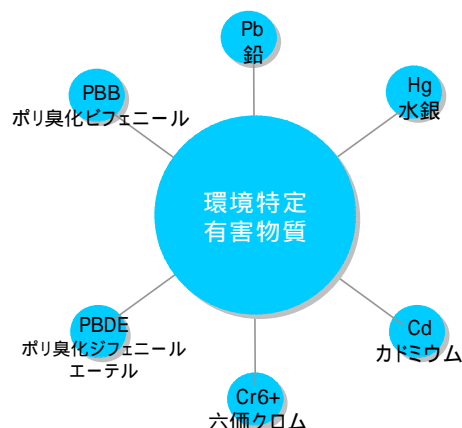 Pb
鉛
PBB
ポリ臭化ビフェニール
Hg
水銀
環境特定
有害物質
PBDE
ポリ臭化ジフェニール
エーテル
Cd
カドミウム
Cr6+
六価クロム